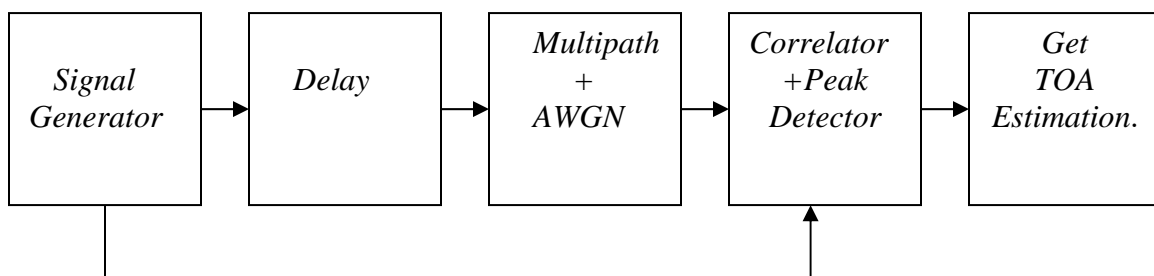 Signal
Generator
Delay
Multipath
+
AWGN
Correlator
+Peak
Detector
Get
TOA
Estimation.